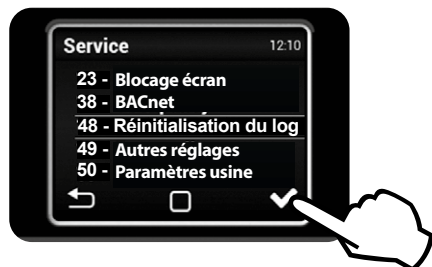 Service 12:10
23 - Blocage écran
38 - BACnet
48 - Réinitialisation du log
49 - Autres réglages
50 - Paramètres usine